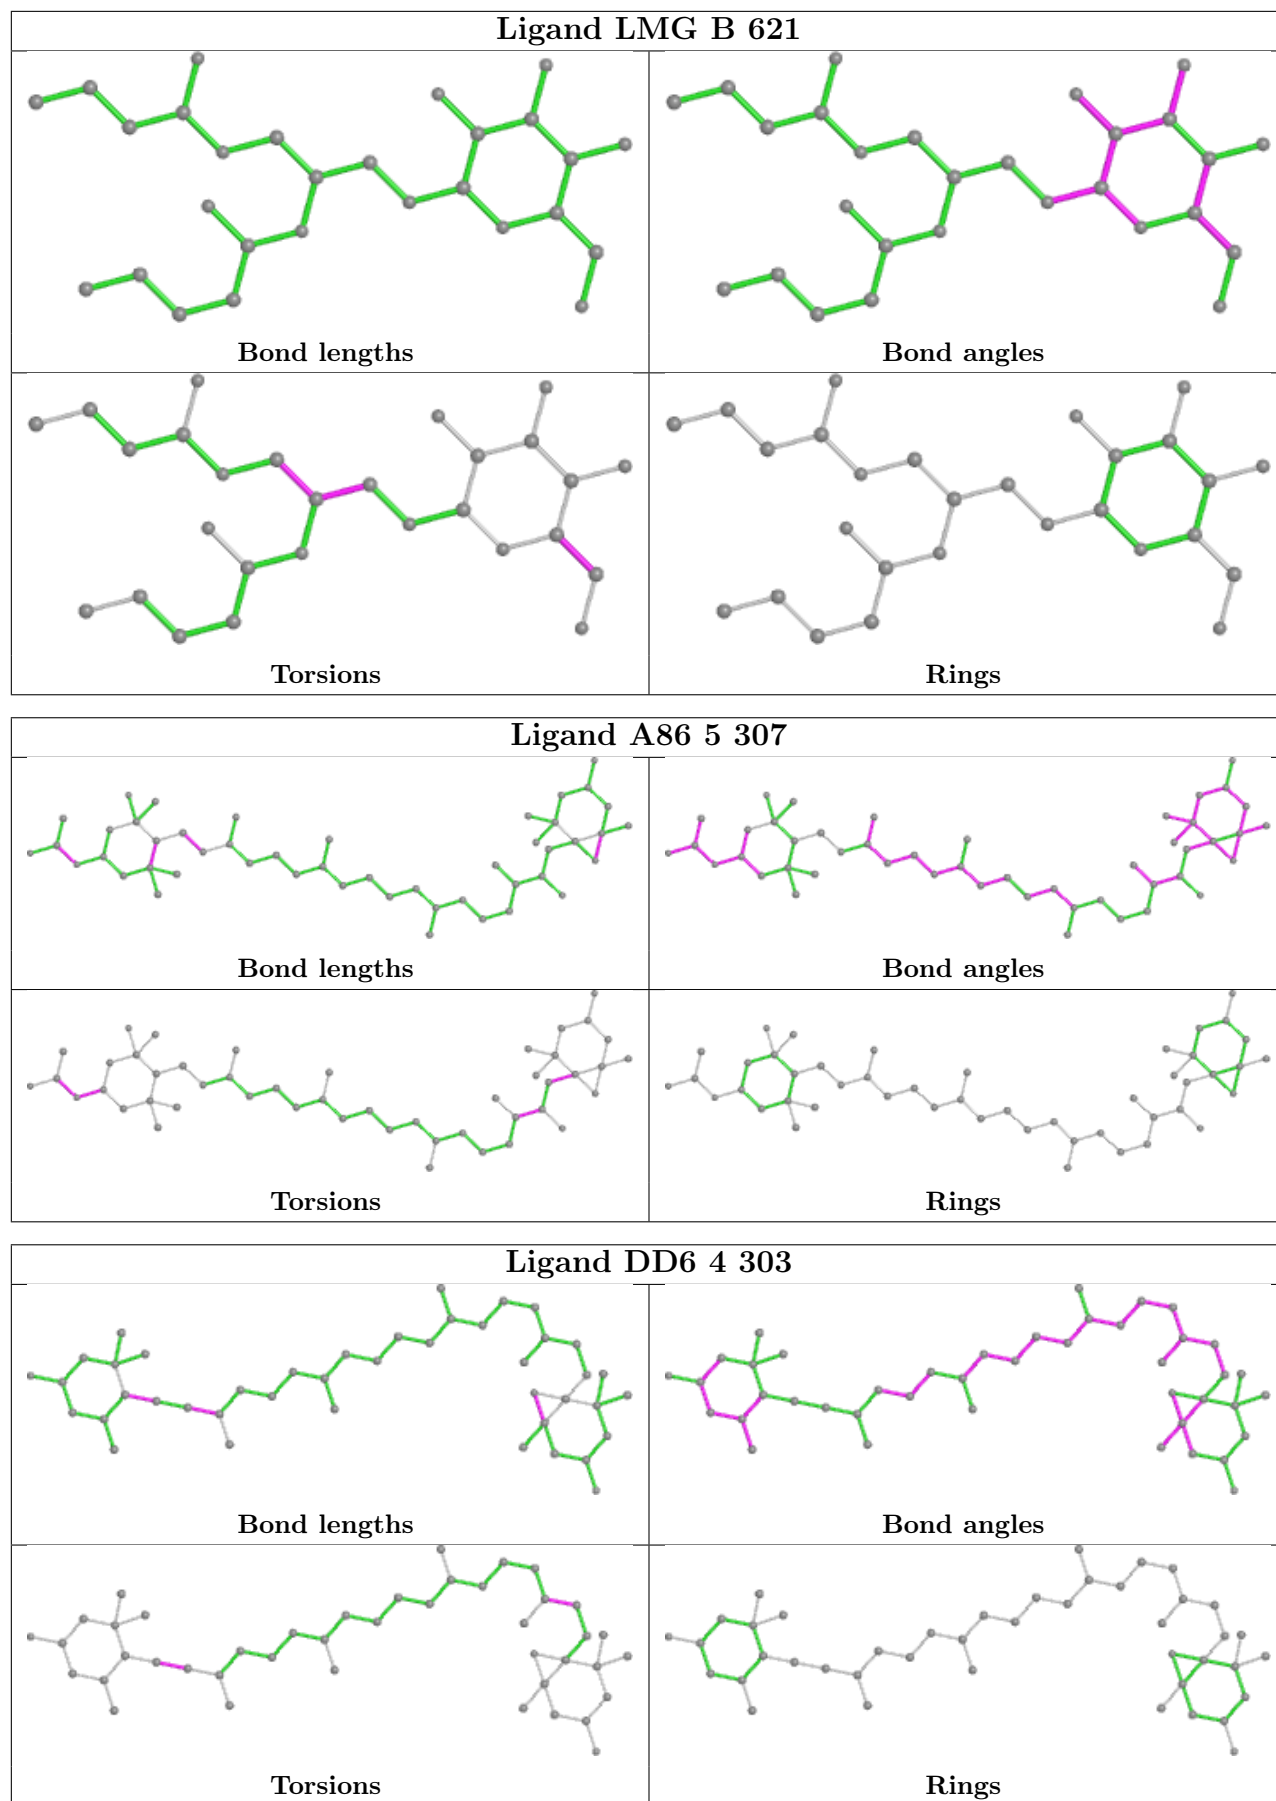 Ligand LMG B 621
Bond lengths
Bond angles
Torsions
Rings
Ligand A86 5 307
Bond lengths
Bond angles
Torsions
Rings
Ligand DD6 4 303
Bond lengths
Bond angles
Torsions
Rings